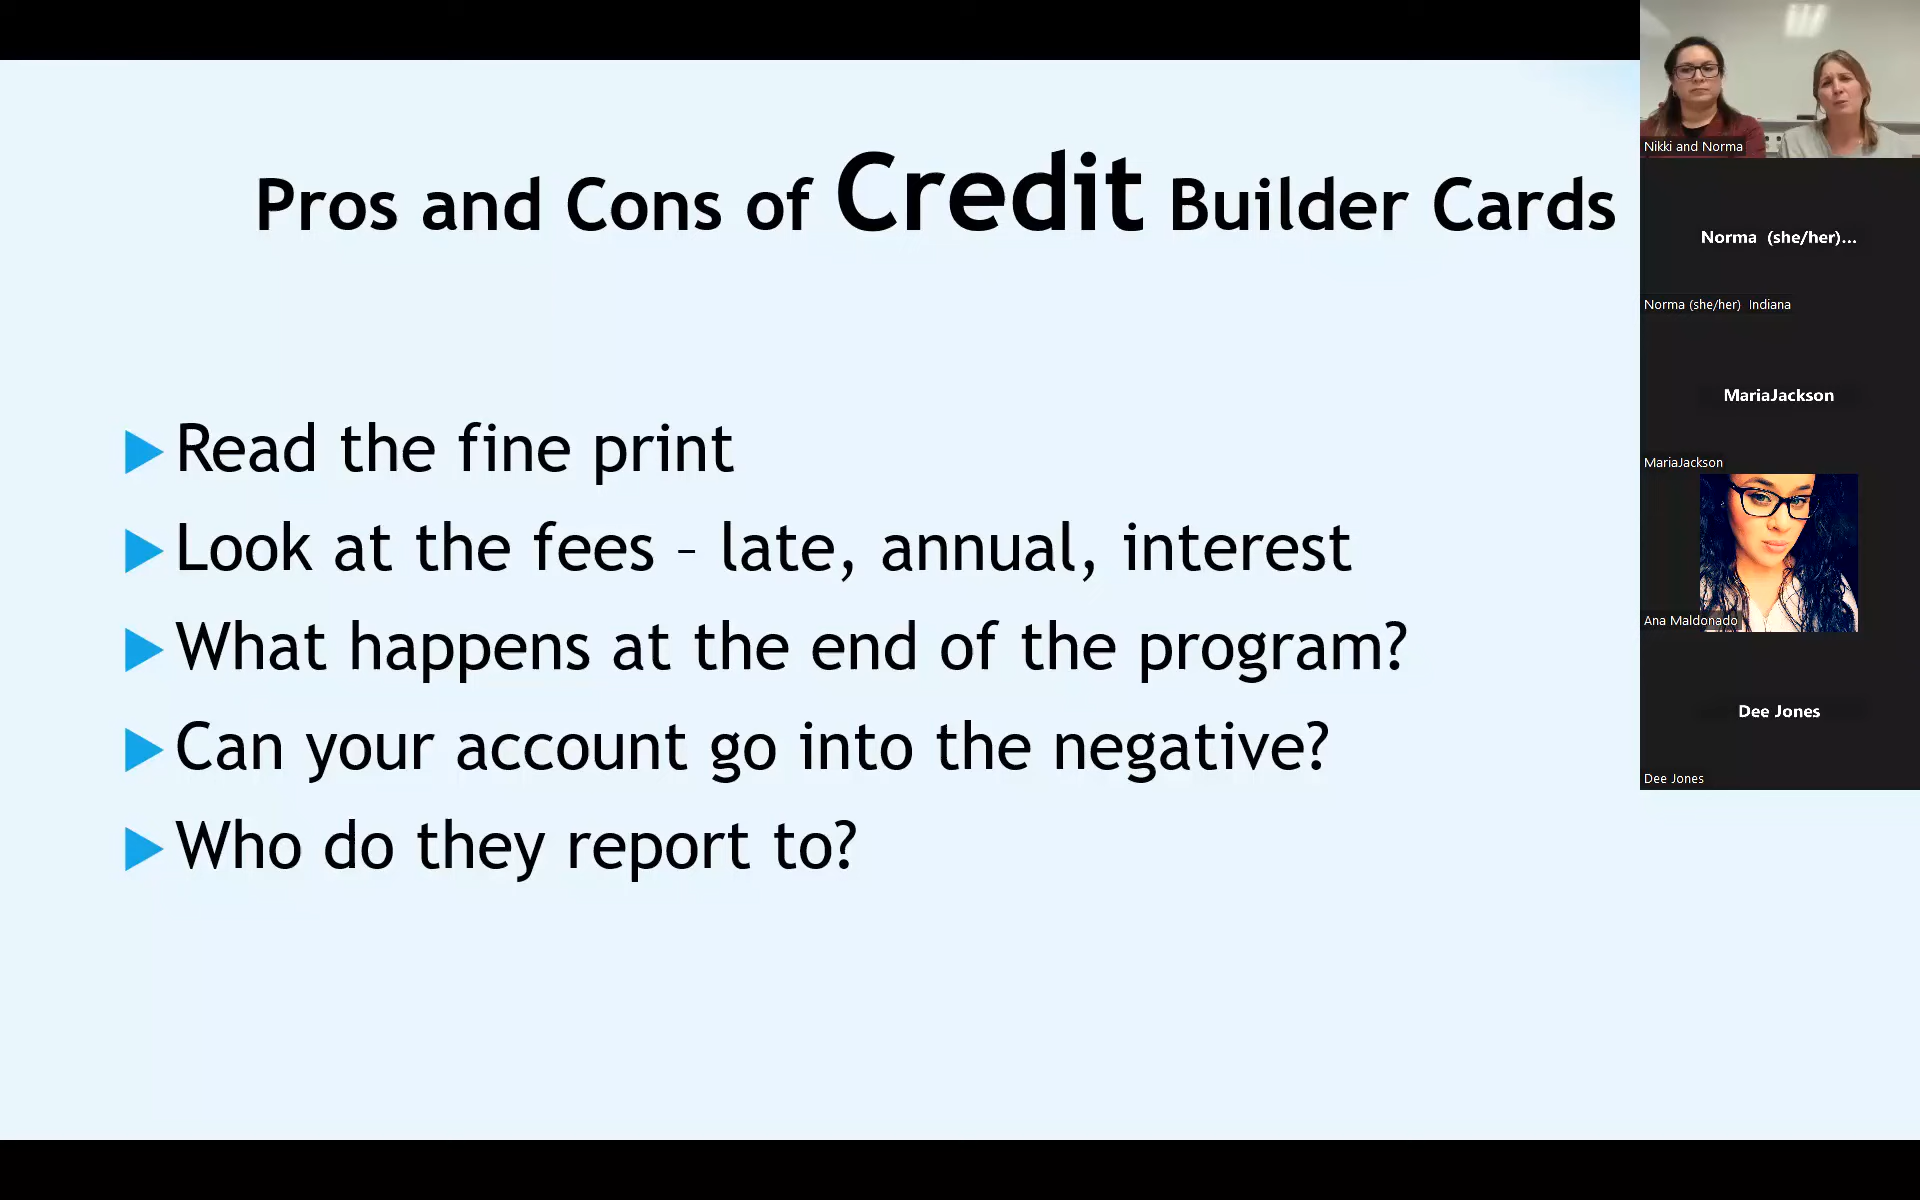 Pros and Cons of Credit Builder Cards
Read the fine print
Look at the fees – late, annual, interest
What happens at the end of the program?
Can your account go into the negative?
Who do they report to?
Nikki and Norma
Norma (she/her)...
Norma (she/her) Indiana
MariaJackson
MariaJackson
Ana Maldonado
Dee Jones
Dee Jones